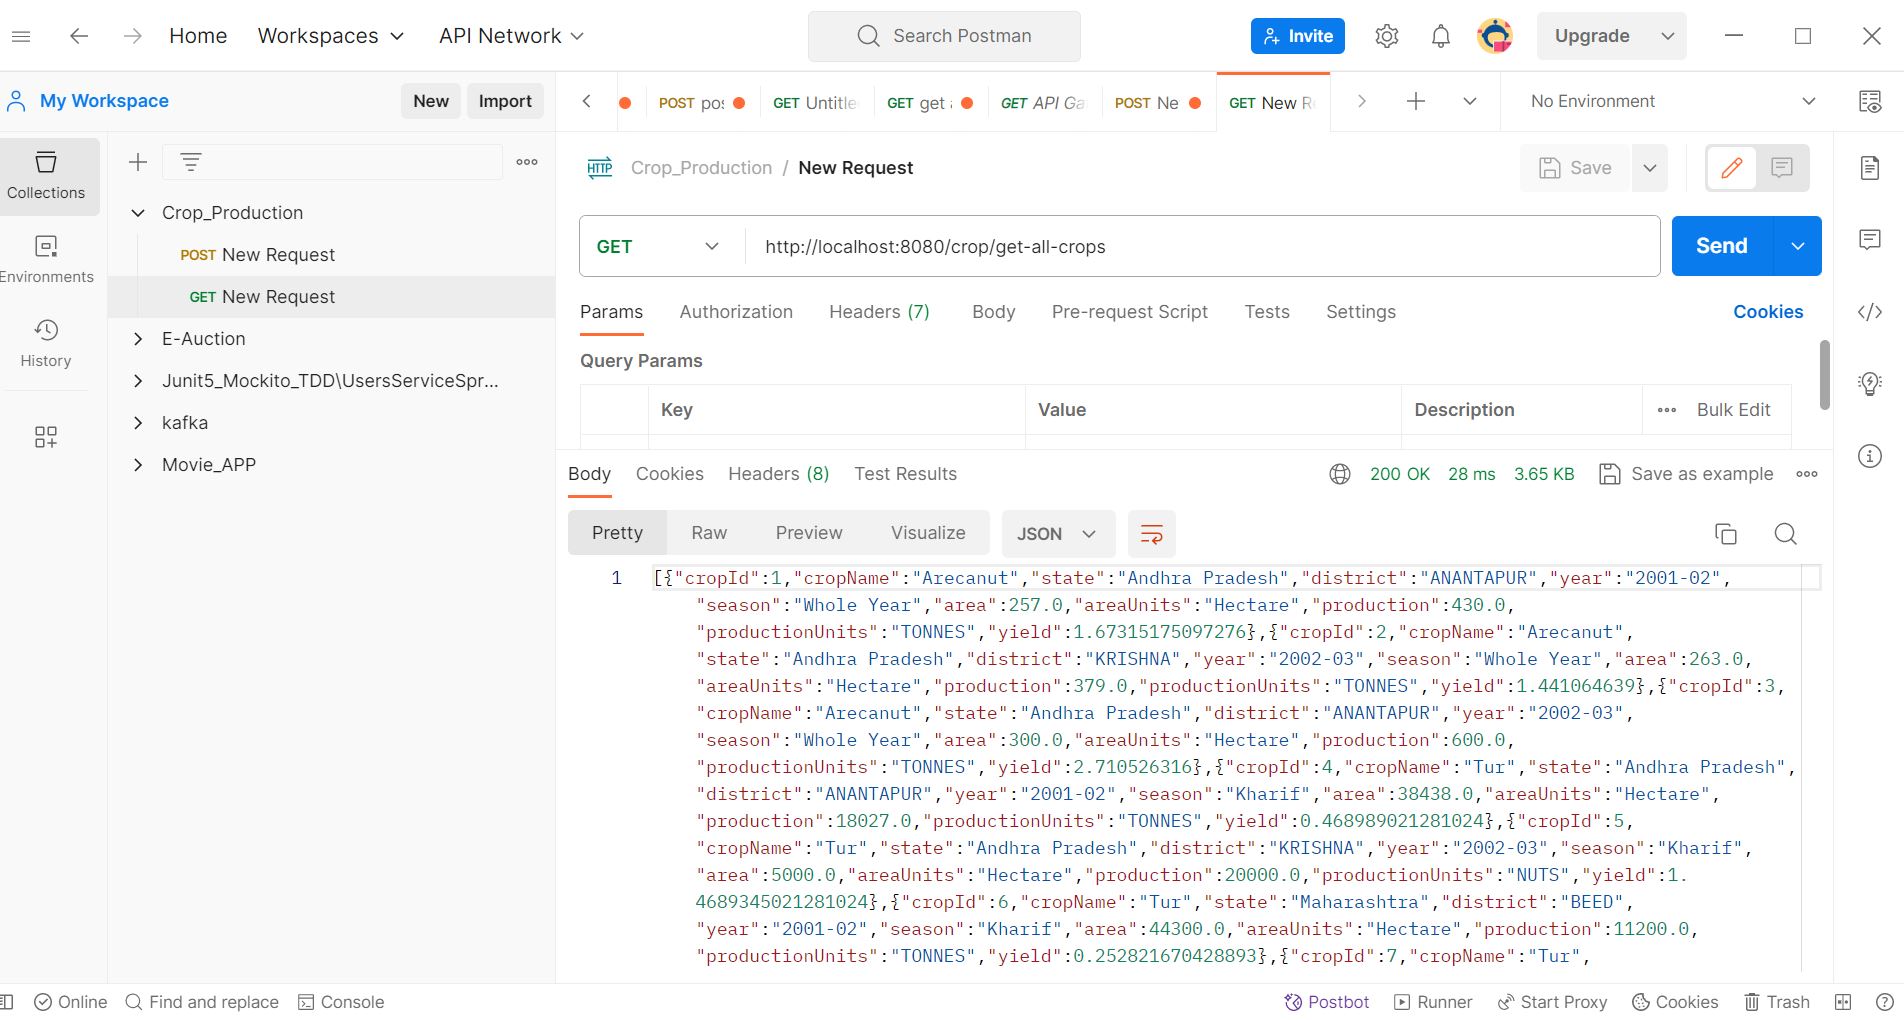 Home Workspaces API Network Search Postman Invite Upgrade
My Workspace New Import
POST pos GET Untitle GET get GET API Ga POST Ne GET New R No Environment
Collections
Environments
History
Crop_Production
POST New Request
GET New Request
E-Auction
Junit5_Mockito_TDD\UsersServiceSpr...
kafka
Movie_APP
HTTP Crop_Production / New Request Save
GET http://localhost:8080/crop/get-all-crops Send
Params Authorization Headers (7) Body Pre-request Script Tests Settings Cookies
Query Params
Key Value Description Bulk Edit
Body Cookies Headers (8) Test Results 200 OK 28 ms 3.65 KB Save as example
Pretty Raw Preview Visualize JSON
1 [{"cropId":1,"cropName":"Arecanut","state":"Andhra Pradesh","district":"ANANTAPUR","year":"2001-02",
"season":"Whole Year","area":257.0,"areaUnits":"Hectare","production":430.0,
"productionUnits":"TONNES","yield":1.67315175097276},{"cropId":2,"cropName":"Arecanut",
"state":"Andhra Pradesh","district":"KRISHNA","year":"2002-03","season":"Whole Year","area":263.0,
"areaUnits":"Hectare","production":379.0,"productionUnits":"TONNES","yield":1.441064639},{"cropId":3,
"cropName":"Arecanut","state":"Andhra Pradesh","district":"ANANTAPUR","year":"2002-03",
"season":"Whole Year","area":300.0,"areaUnits":"Hectare","production":600.0,
"productionUnits":"TONNES","yield":2.710526316},{"cropId":4,"cropName":"Tur","state":"Andhra Pradesh",
"district":"ANANTAPUR","year":"2001-02","season":"Kharif","area":38438.0,"areaUnits":"Hectare",
"production":18027.0,"productionUnits":"TONNES","yield":0.468989021281024},{"cropId":5,
"cropName":"Tur","state":"Andhra Pradesh","district":"KRISHNA","year":"2002-03","season":"Kharif",
"area":5000.0,"areaUnits":"Hectare","production":20000.0,"productionUnits":"NUTS","yield":1.
4689345021281024},{"cropId":6,"cropName":"Tur","state":"Maharashtra","district":"BEED",
"year":"2001-02","season":"Kharif","area":44300.0,"areaUnits":"Hectare","production":11200.0,
"productionUnits":"TONNES","yield":0.252821670428893},{"cropId":7,"cropName":"Tur",
Online Find and replace Console Postbot Runner Start Proxy Cookies Trash